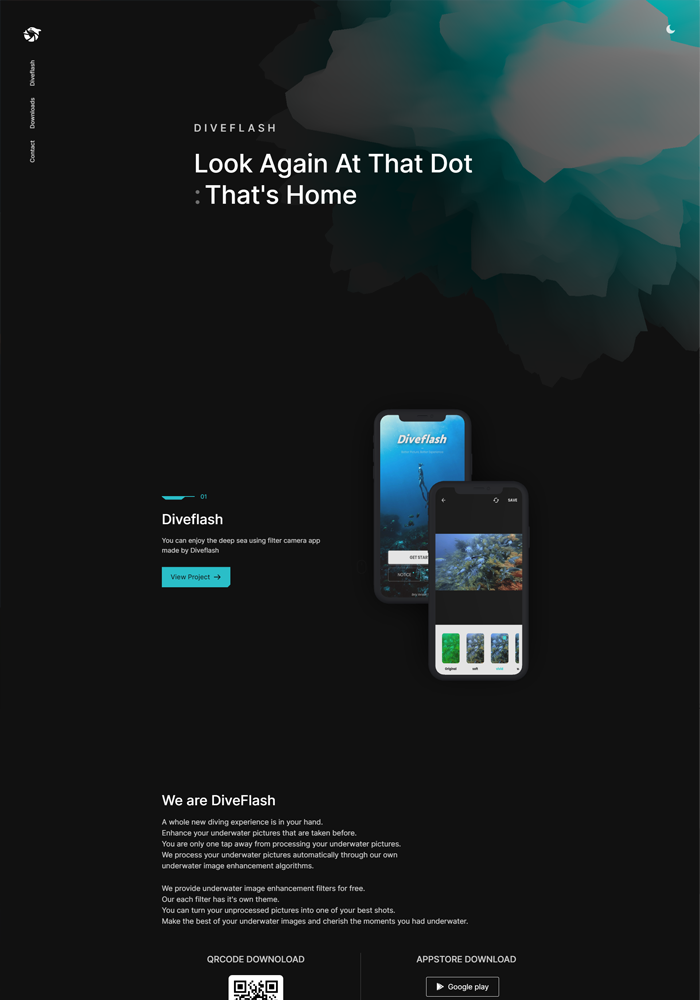 Diveflash
Downloads
Contact
DIVEFLASH
Look Again At That Dot
: That's Home
Diveflash
GET STAR
NOTICE
SAVE
Original
soft
01
Diveflash
You can enjoy the deep sea using filter camera app
made by Diveflash
View Project →
We are DiveFlash
A whole new diving experience is in your hand.
Enhance your underwater pictures that are taken before.
You are only one tap away from processing your underwater pictures.
We process your underwater pictures automatically through our own
underwater image enhancement algorithms.
We provide underwater image enhancement filters for free.
Our each filter has it's own theme.
You can turn your unprocessed pictures into one of your best shots.
Make the best of your underwater images and cherish the moments you had underwater.
QRCODE DOWNOLOAD
APPSTORE DOWNLOAD
Google play